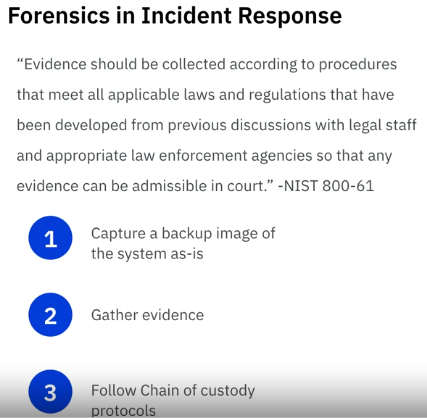 Forensics in Incident Response
“Evidence should be collected according to procedures
that meet all applicable laws and regulations that have
been developed from previous discussions with legal staff
and appropriate law enforcement agencies so that any
evidence can be admissible in court.” -NIST 800-61
1
Capture a backup image of
the system as-is
2
Gather evidence
3
Follow Chain of custody
protocols